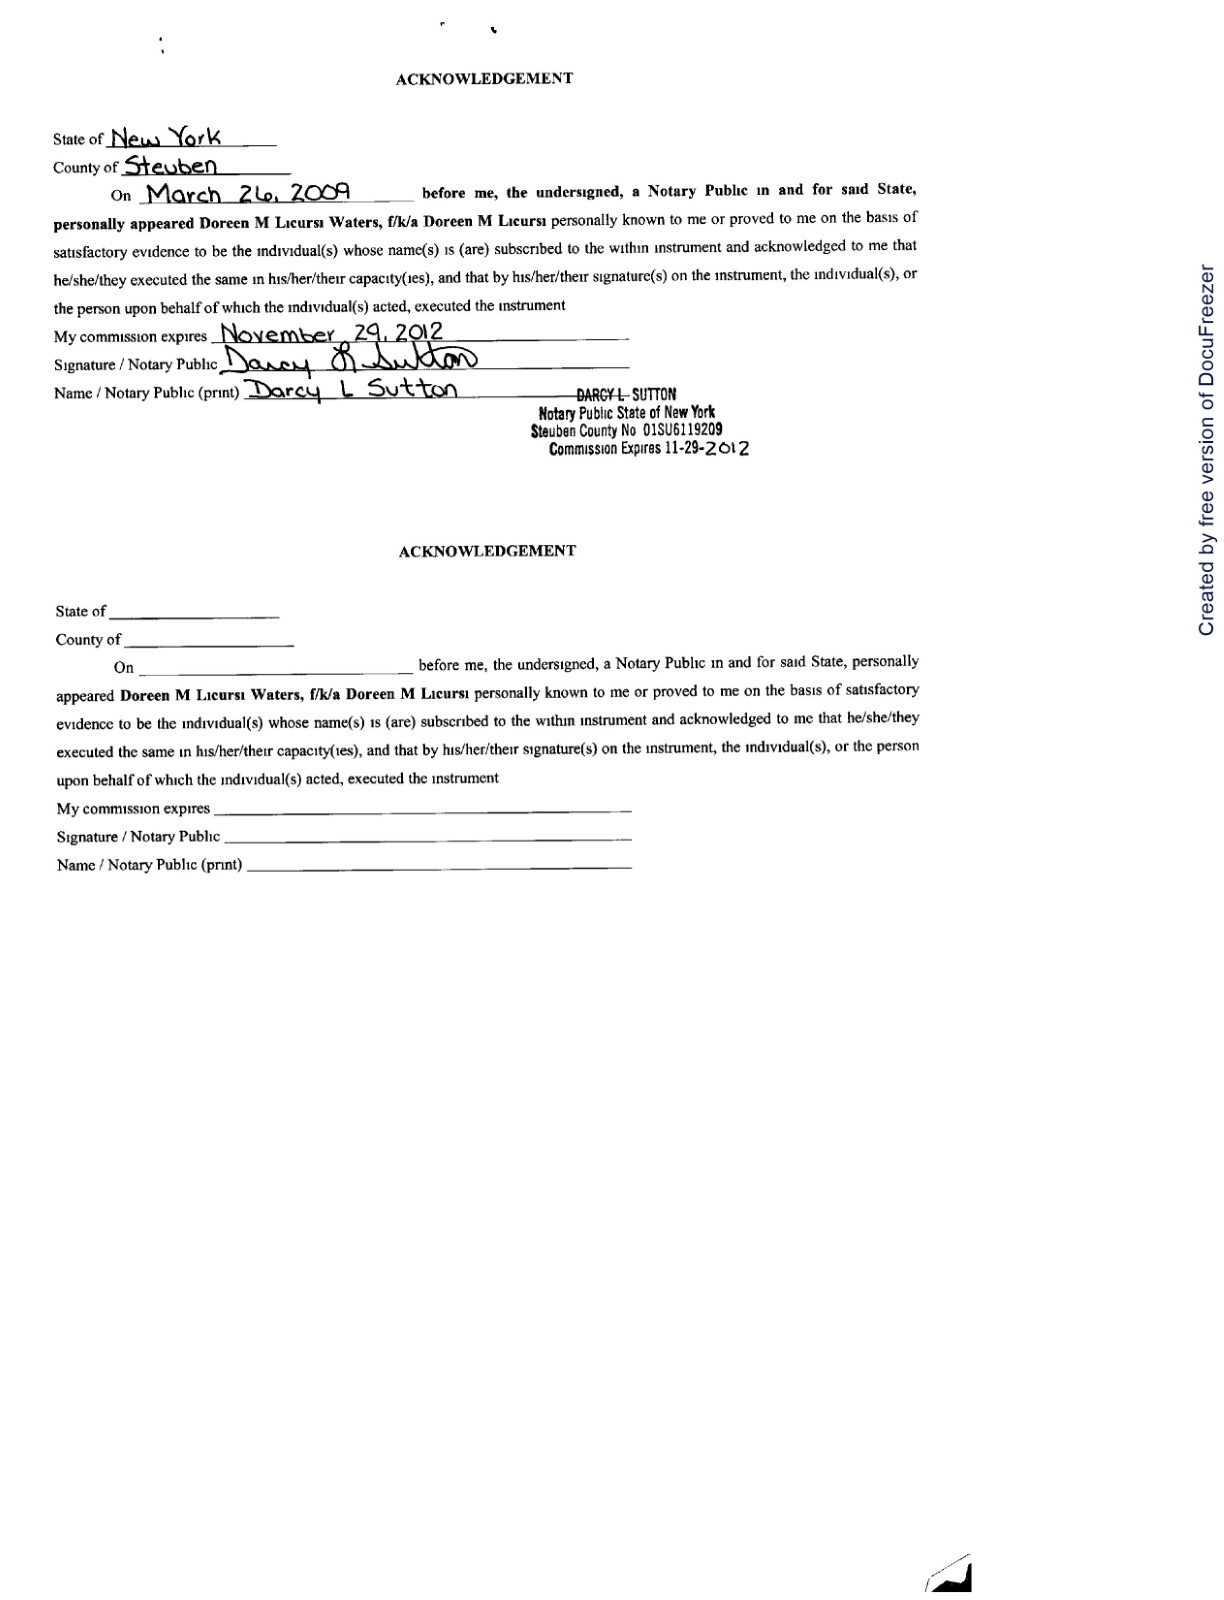 ACKNOWLEDGEMENT
State of New York
County of Steuben
On March 26, 2009 before me, the undersigned, a Notary Public in and for said State,
personally appeared Doreen M Licursi Waters, f/k/a Doreen M Licursi personally known to me or proved to me on the basis of
satisfactory evidence to be the individual(s) whose name(s) is (are) subscribed to the within instrument and acknowledged to me that
he/she/they executed the same in his/her/their capacity(ies), and that by his/her/their signature(s) on the instrument, the individual(s), or
the person upon behalf of which the individual(s) acted, executed the instrument
My commission expires November 29, 2012
Signature / Notary Public Darcy L Sutton
Name / Notary Public (print) Darcy L Sutton
DARCY L SUTTON
Notary Public State of New York
Steuben County No 01SU6119209
Commission Expires 11-29-2012
ACKNOWLEDGEMENT
State of
County of
On before me, the undersigned, a Notary Public in and for said State, personally
appeared Doreen M Licursi Waters, f/k/a Doreen M Licursi personally known to me or proved to me on the basis of satisfactory
evidence to be the individual(s) whose name(s) is (are) subscribed to the within instrument and acknowledged to me that he/she/they
executed the same in his/her/their capacity(ies), and that by his/her/their signature(s) on the instrument, the individual(s), or the person
upon behalf of which the individual(s) acted, executed the instrument
My commission expires
Signature / Notary Public
Name / Notary Public (print)
Created by free version of DocuFreezer